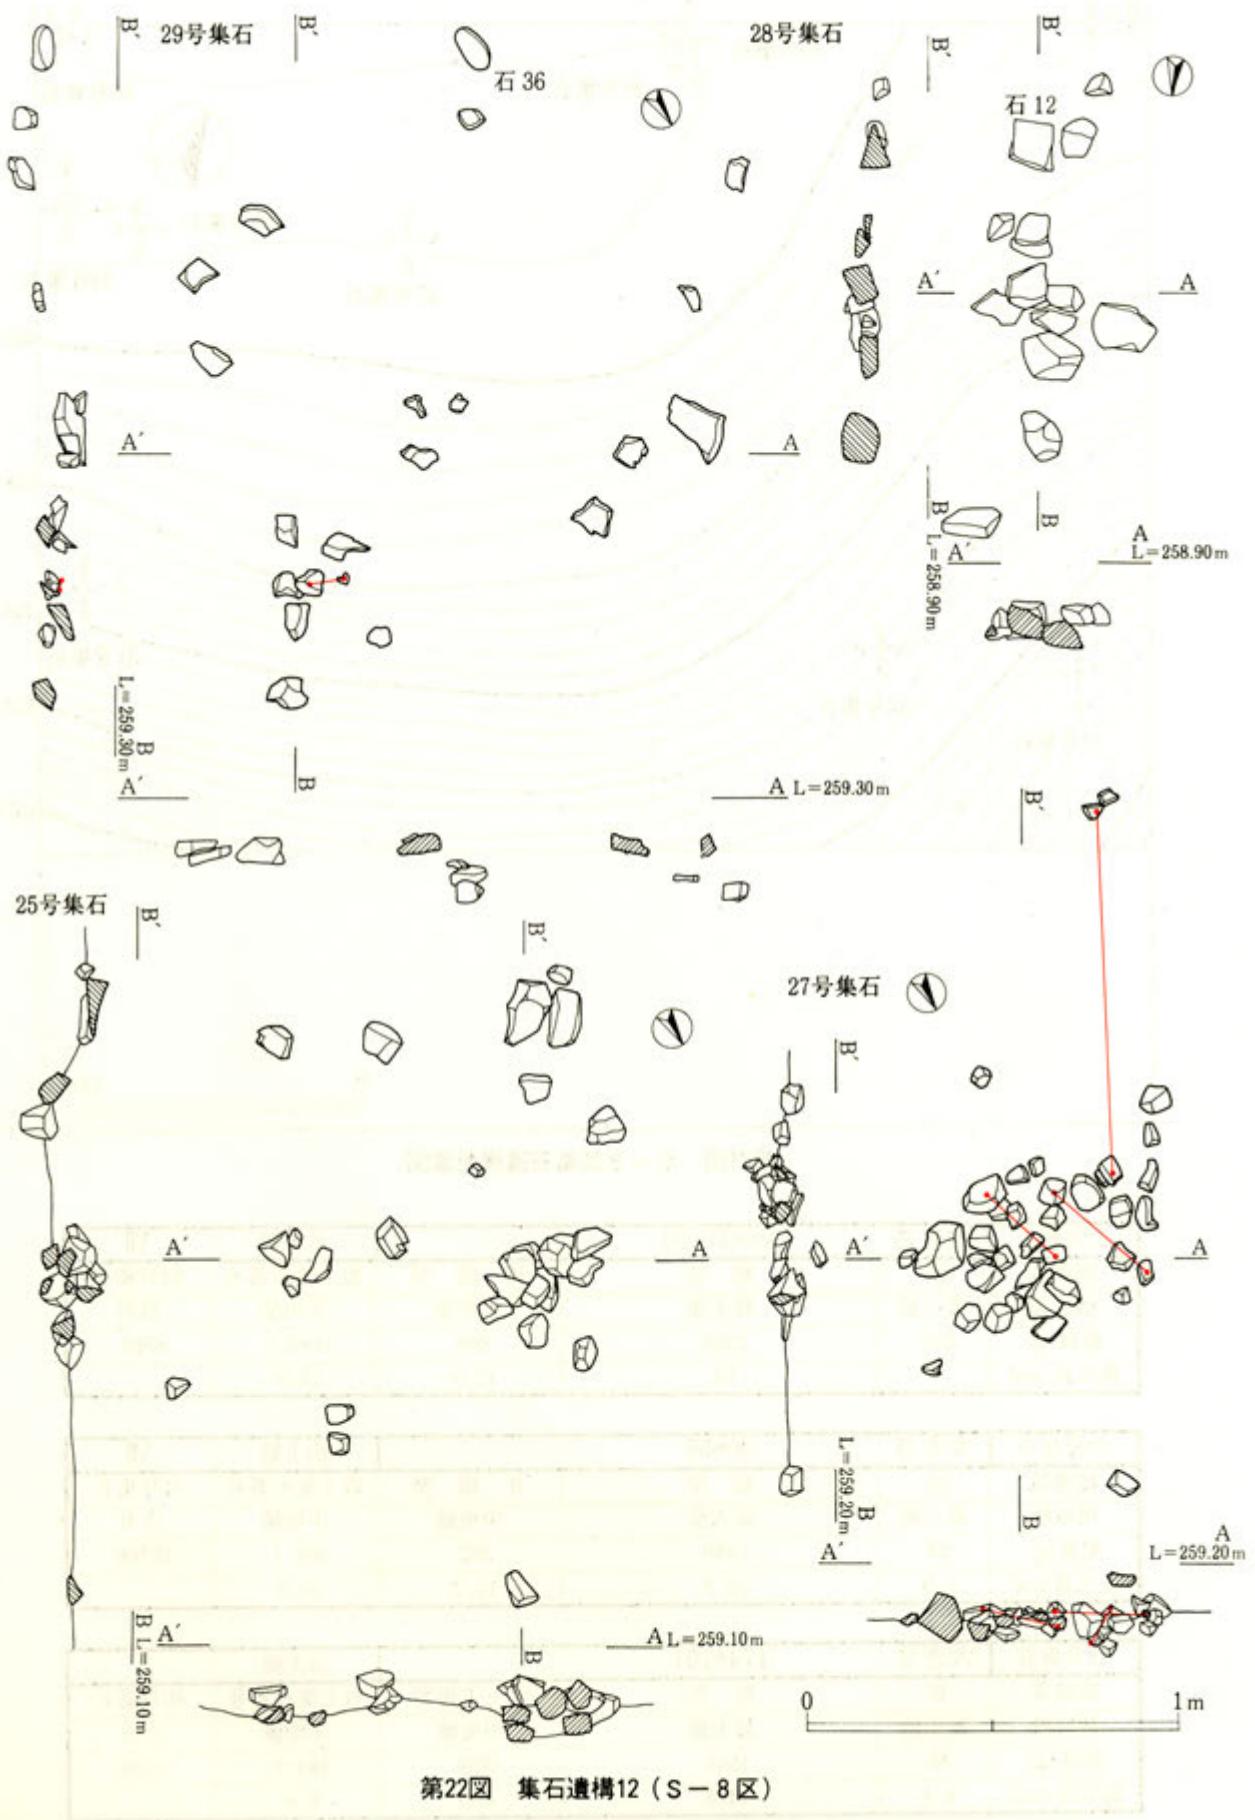 29号集石
B′
B′
石 36
A′
A
L=259.30m
B
B
A′
A L=259.30m
28号集石
B′
B′
石 12
A′
A
B
L=258.90m
B
A′
A
L=258.90m
25号集石
B′
B′
A′
A
B
L=259.10m
A′
B
A L=259.10m
27号集石
B′
B′
A′
A
B
L=259.20m
B
A′
A
L=259.20m
0
1m
第22図 集石遺構12(S-8区)